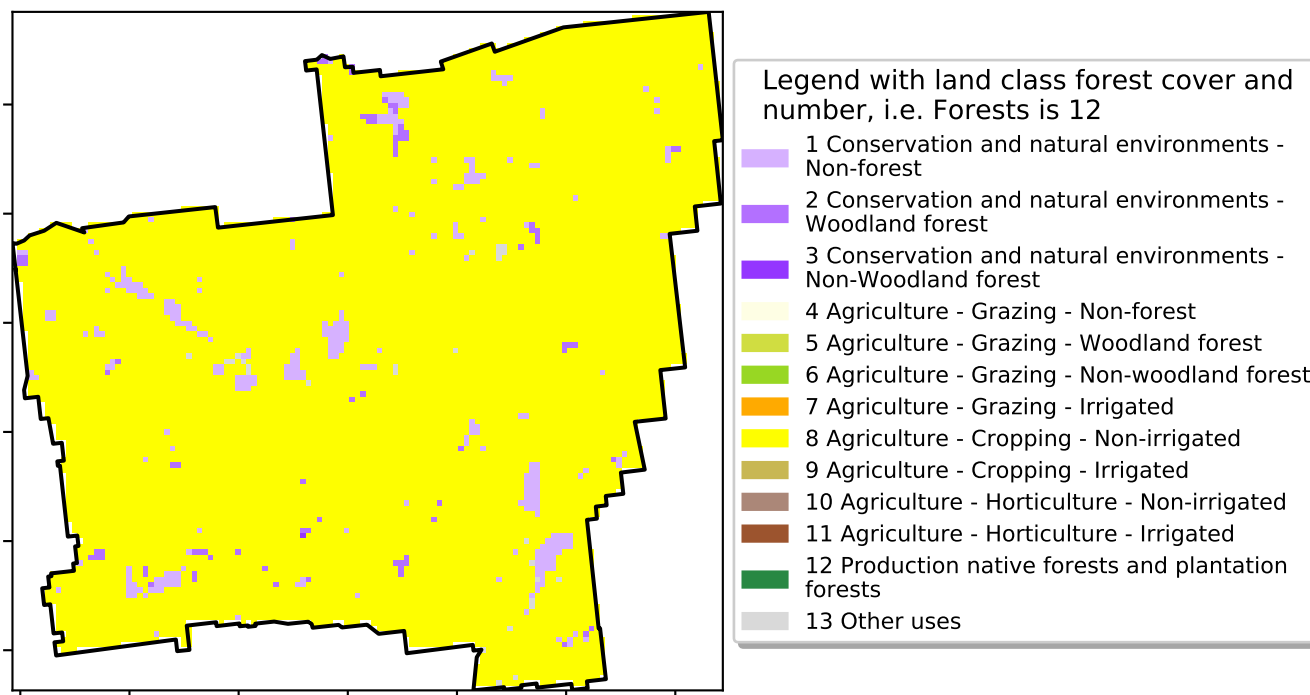 Legend with land class forest cover and
number, i.e. Forests is 12
1 Conservation and natural environments -
Non-forest
2 Conservation and natural environments -
Woodland forest
3 Conservation and natural environments -
Non-Woodland forest
4 Agriculture - Grazing - Non-forest
5 Agriculture - Grazing - Woodland forest
6 Agriculture - Grazing - Non-woodland forest
7 Agriculture - Grazing - Irrigated
8 Agriculture - Cropping - Non-irrigated
9 Agriculture - Cropping - Irrigated
10 Agriculture - Horticulture - Non-irrigated
11 Agriculture - Horticulture - Irrigated
12 Production native forests and plantation
forests
13 Other uses